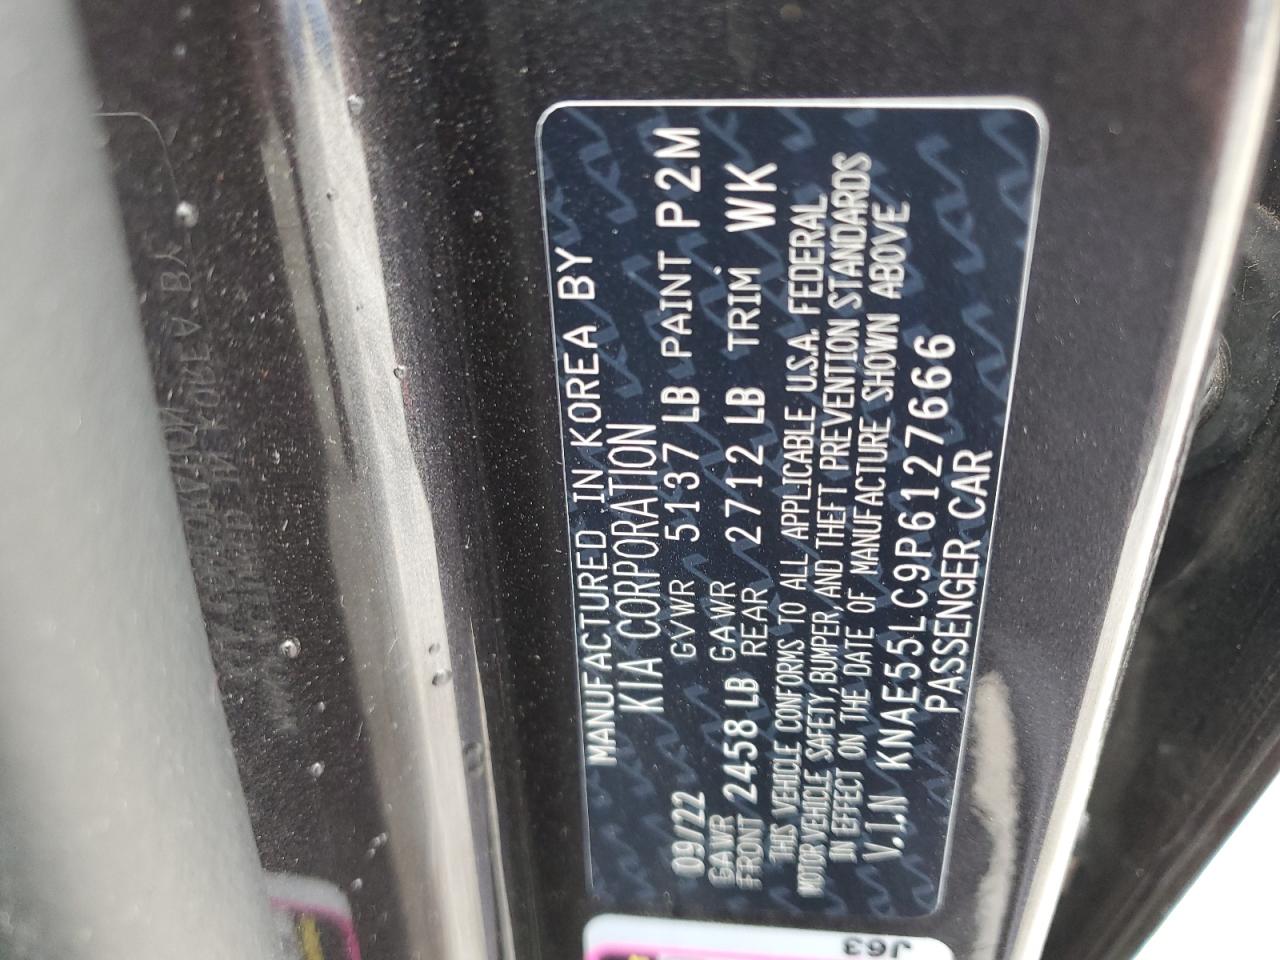 MANUFACTURED IN KOREA BY
KIA CORPORATION
09/22 GVWR 5137 LB PAINT P2M
GAWR FRONT 2458 LB GAWR REAR 2712 LB TRIM WK
THIS VEHICLE CONFORMS TO ALL APPLICABLE U.S.A. FEDERAL
MOTOR VEHICLE SAFETY, BUMPER, AND THEFT PREVENTION STANDARDS
IN EFFECT ON THE DATE OF MANUFACTURE SHOWN ABOVE
V.I.N KNAE55LC9P6127666
PASSENGER CAR
J63